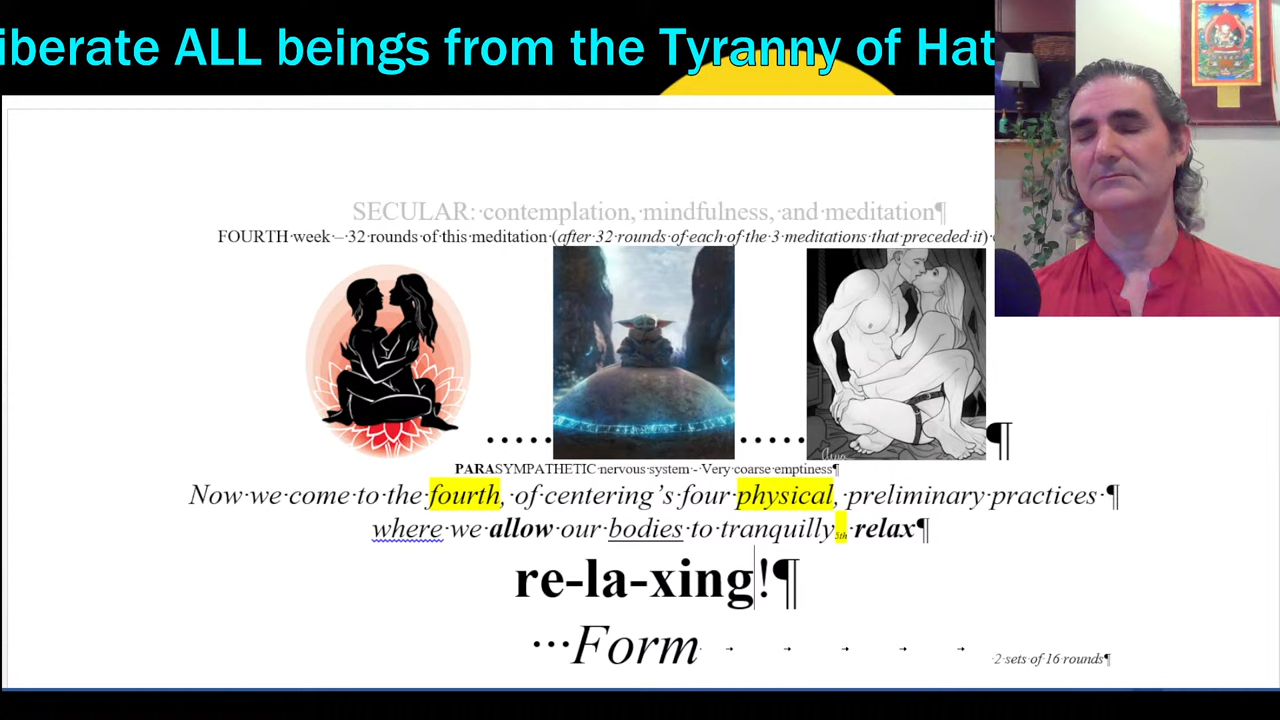 iberate ALL beings from the Tyranny of Hat
SECULAR: contemplation, mindfulness, and meditation¶
FOURTH week – 32 rounds of this meditation (after 32 rounds of each of the 3 meditations that preceded it)
..... ..... ¶
PARASYMPATHETIC nervous system - Very coarse emptiness¶
Now we come to the fourth, of centering's four physical, preliminary practices ¶
where we allow our bodies to tranquilly 5th relax¶
re-la-xing!¶
...Form
2 sets of 16 rounds¶